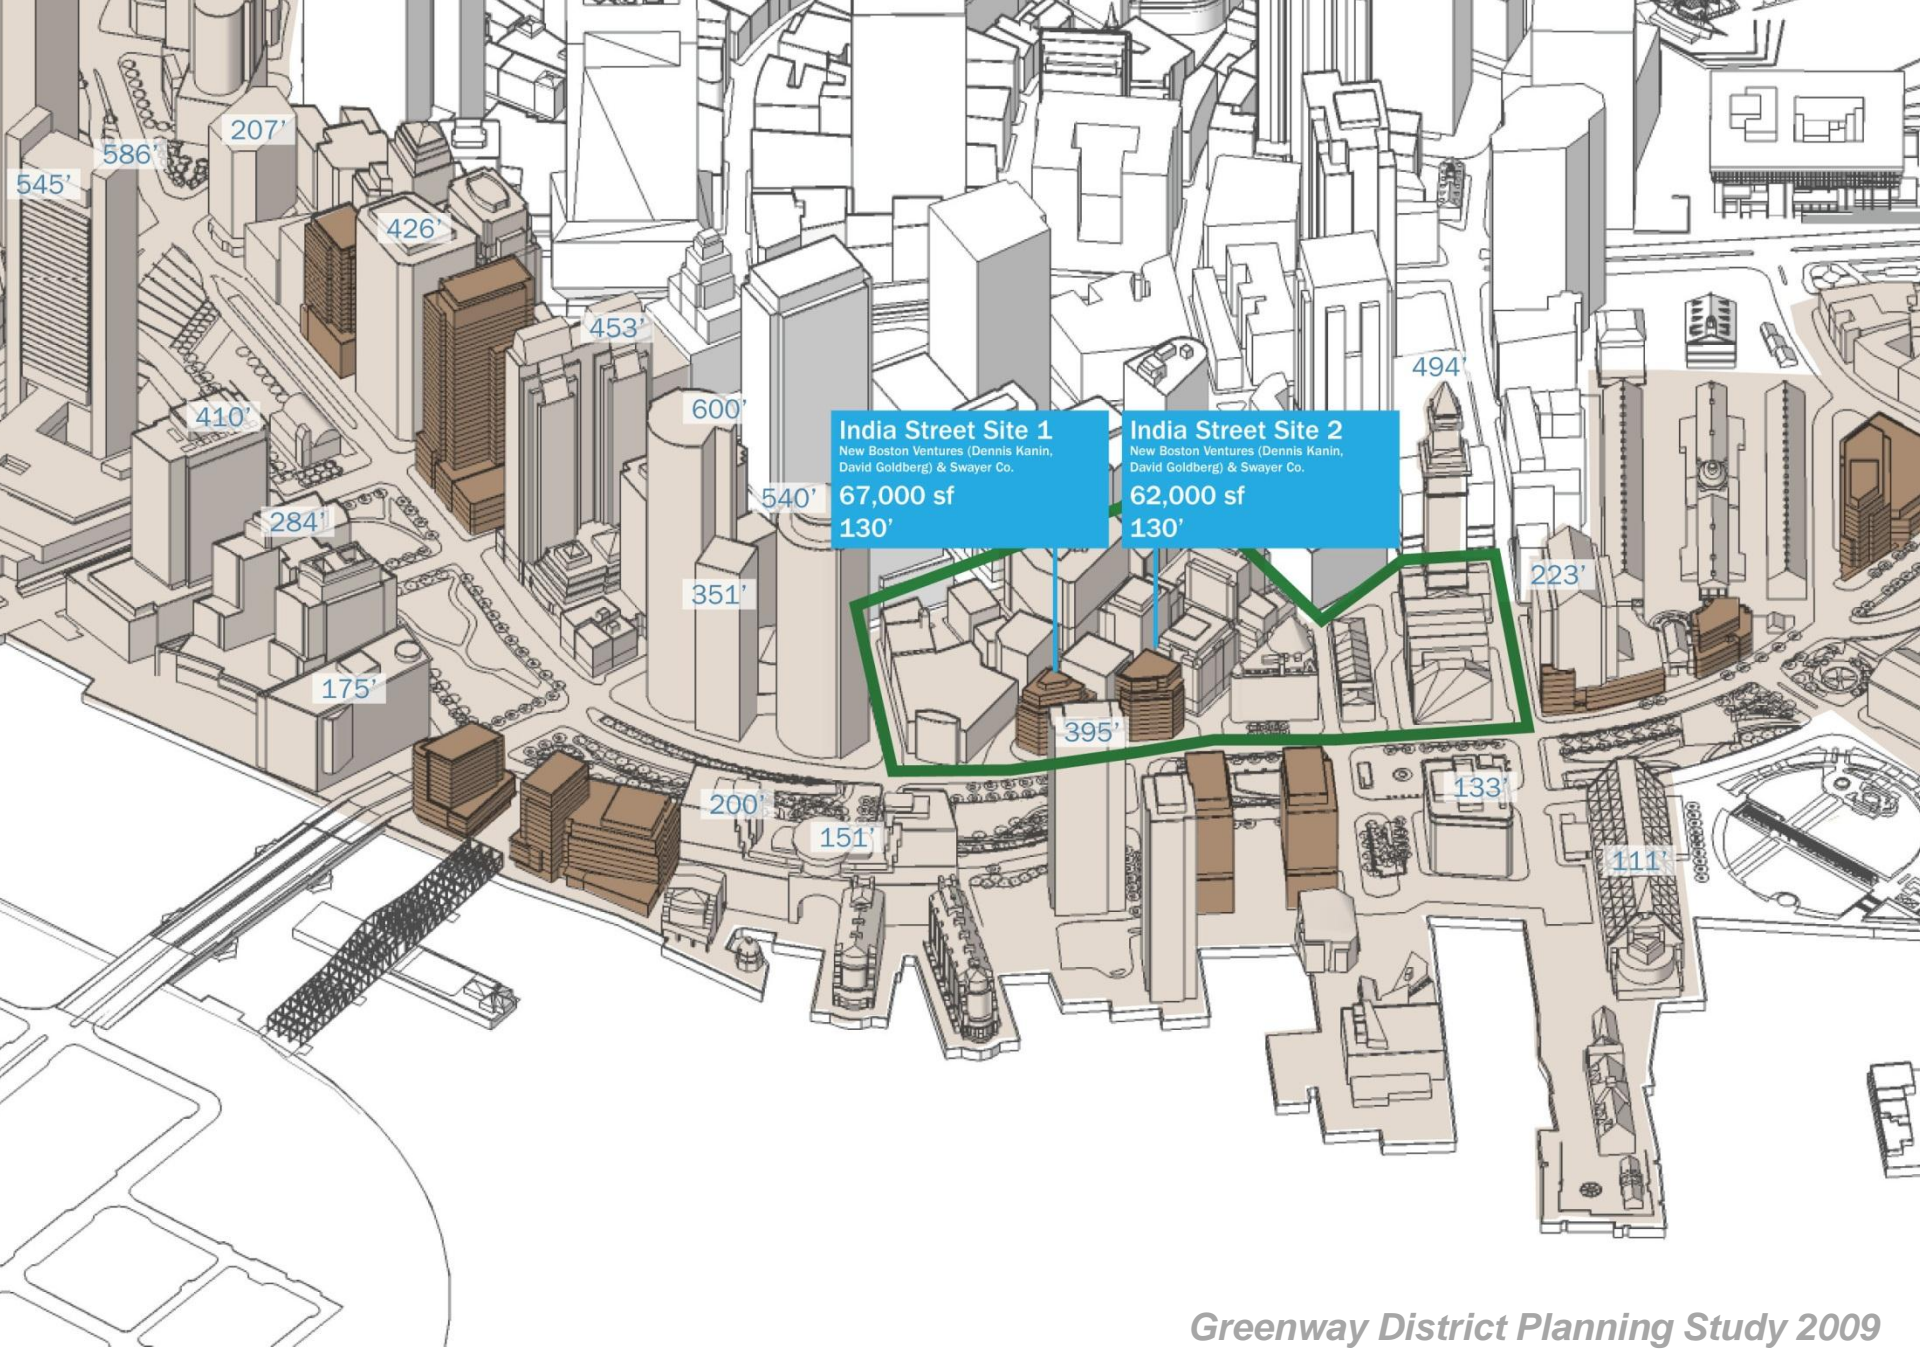 207'
586'
545'
426'
453'
494'
600'
410'
India Street Site 1
New Boston Ventures (Dennis Kanin,
David Goldberg) & Swayer Co.
67,000 sf
130'
India Street Site 2
New Boston Ventures (Dennis Kanin,
David Goldberg) & Swayer Co.
62,000 sf
130'
540'
284'
223'
351'
175'
395'
133'
200'
151'
111'
Greenway District Planning Study 2009